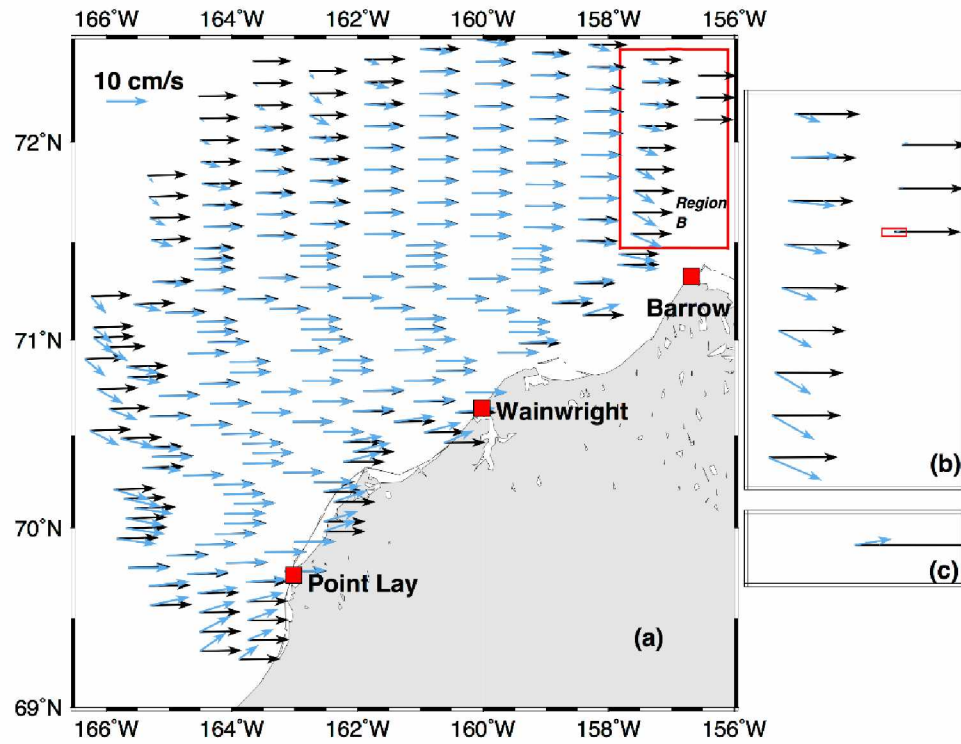 166˚W 164˚W 162˚W 160˚W 158˚W 156˚W
10 cm/s
72˚N
Region
B
(b)
Barrow
71˚N
Wainwright
70˚N
(c)
Point Lay
(a)
69˚N
166˚W 164˚W 162˚W 160˚W 158˚W 156˚W